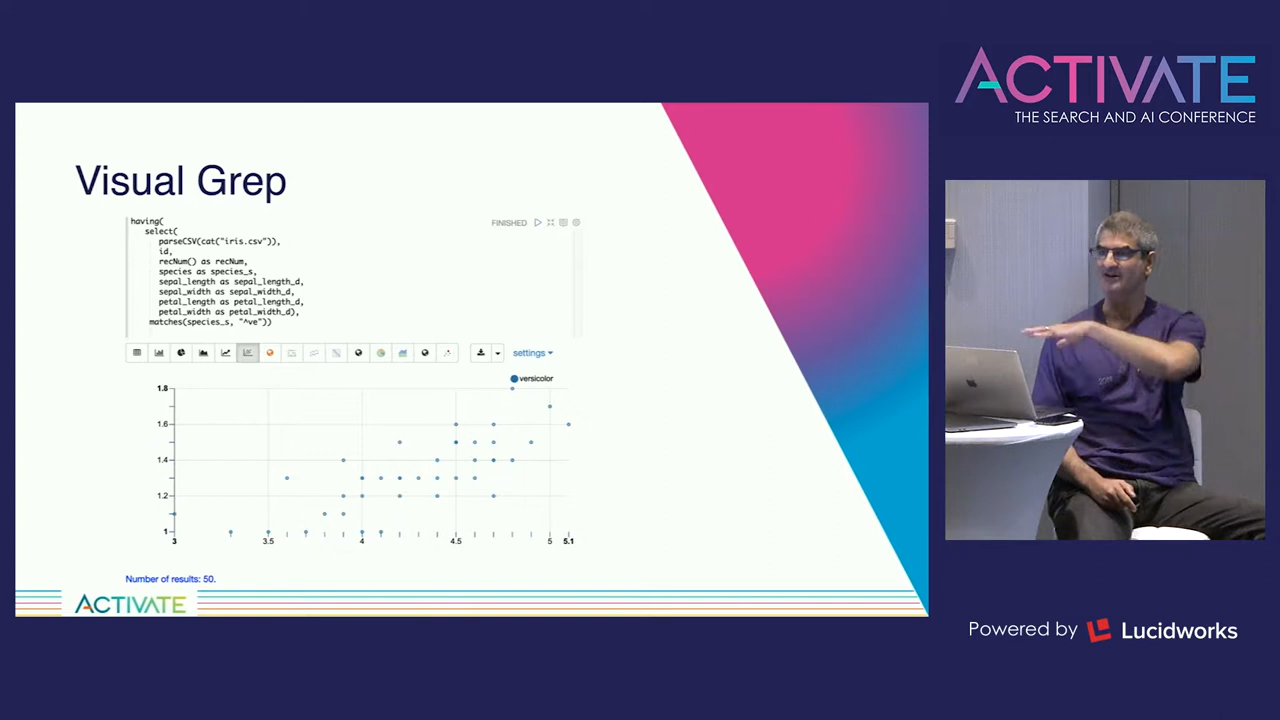 ACTIVATE
THE SEARCH AND AI CONFERENCE
Visual Grep
having(
select(
parseCSV(cat("iris.csv")),
id,
recNum() as recNum,
species as species_s,
sepal_length as sepal_length_d,
sepal_width as sepal_width_d,
petal_length as petal_length_d,
petal_width as petal_width_d),
matches(species_s, "^ve"))
FINISHED
settings
versicolor
1.8
1.6
1.4
1.2
1
3
3.5
4
4.5
5
5.1
Number of results: 50.
ACTIVATE
Powered by Lucidworks